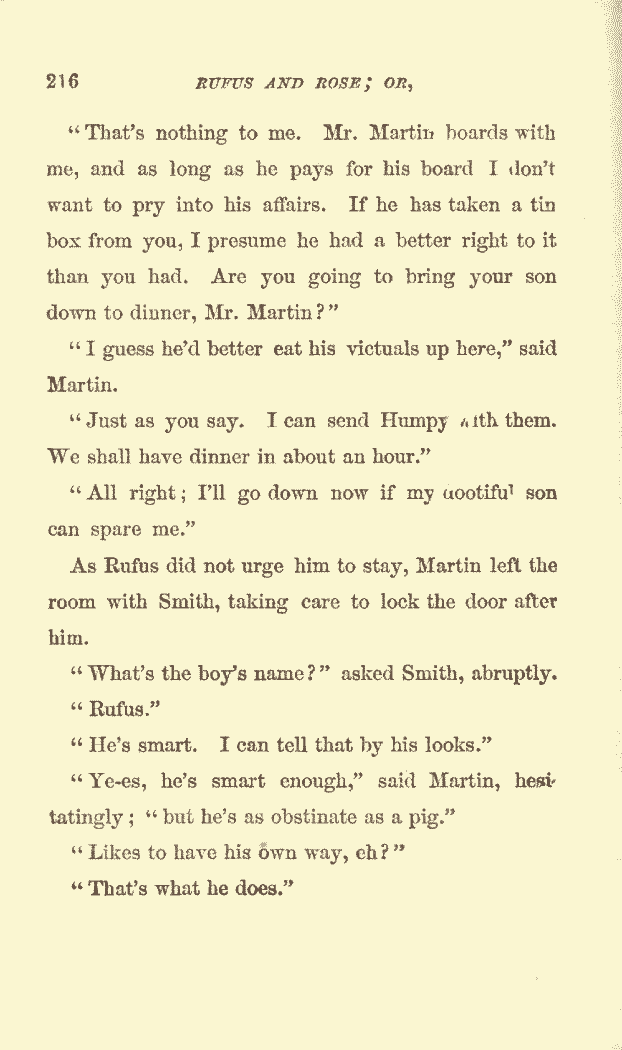 216 RUFUS AND ROSE; OR,
"That's nothing to me. Mr. Martin boards with
me, and as long as he pays for his board I don't
want to pry into his affairs. If he has taken a tin
box from you, I presume he had a better right to it
than you had. Are you going to bring your son
down to dinner, Mr. Martin?"
"I guess he'd better eat his victuals up here," said
Martin.
"Just as you say. I can send Humpy with them.
We shall have dinner in about an hour."
"All right; I'll go down now if my dootiful son
can spare me."
As Rufus did not urge him to stay, Martin left the
room with Smith, taking care to lock the door after
him.
"What's the boy's name?" asked Smith, abruptly.
"Rufus."
"He's smart. I can tell that by his looks."
"Ye-es, he's smart enough," said Martin, hesi-
tatingly; "but he's as obstinate as a pig."
"Likes to have his own way, eh?"
"That's what he does."